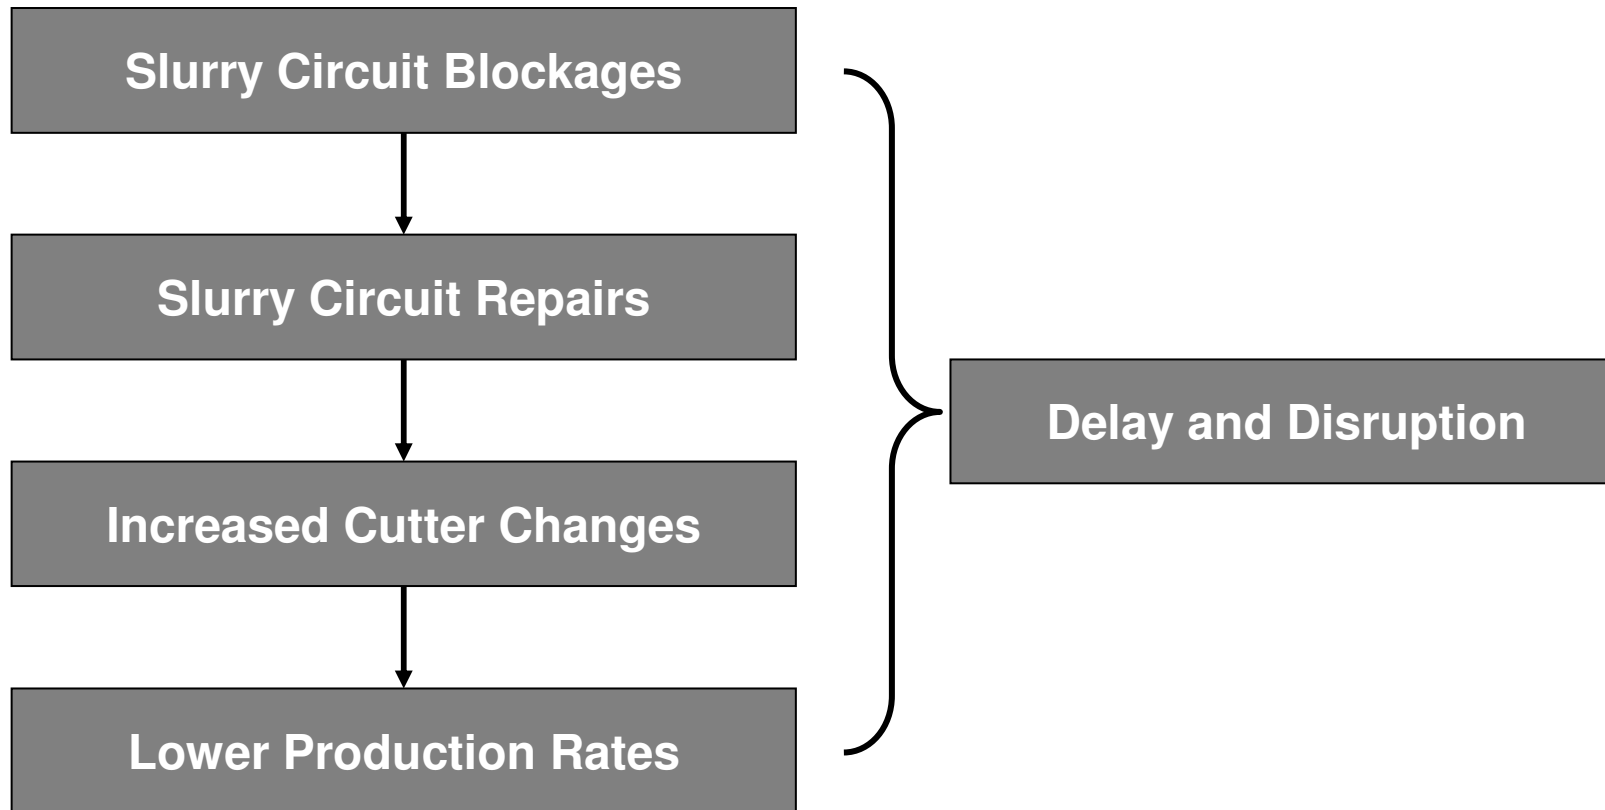 Slurry Circuit Blockages
Slurry Circuit Repairs
Increased Cutter Changes
Lower Production Rates
Delay and Disruption